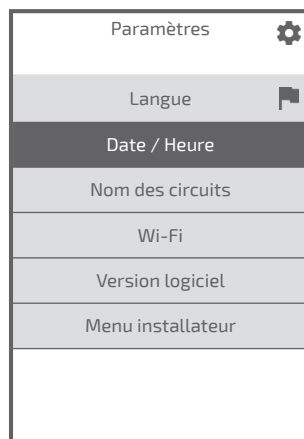 Paramètres
Langue
Date / Heure
Nom des circuits
Wi-Fi
Version logiciel
Menu installateur